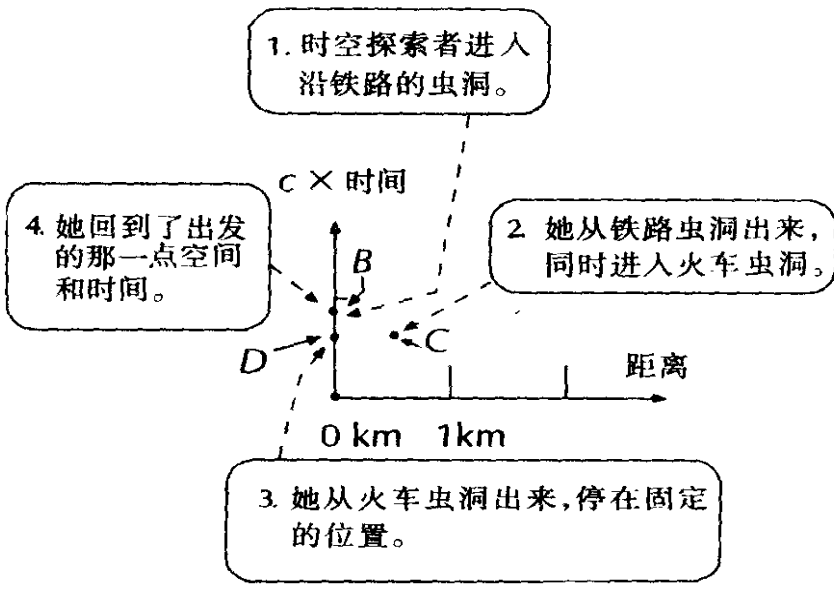 1. 时空探索者进入
沿铁路的虫洞。
c × 时间
4. 她回到了出发
的那一点空间
和时间。
2 她从铁路虫洞出来,
同时进入火车虫洞。
B
C
D
距离
0 km 1km
3. 她从火车虫洞出来,停在固定
的位置。